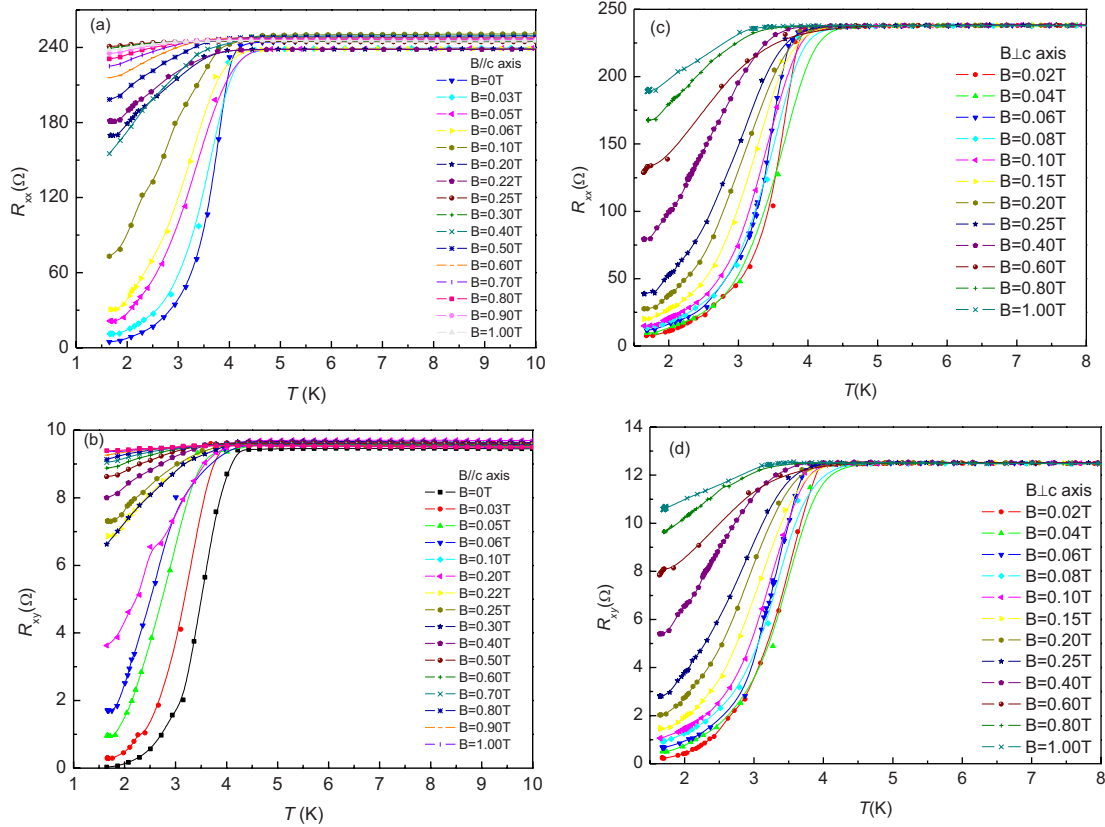 (a)
B//c axis
B=0T
B=0.03T
B=0.05T
B=0.06T
B=0.10T
B=0.20T
B=0.22T
B=0.25T
B=0.30T
B=0.40T
B=0.50T
B=0.60T
B=0.70T
B=0.80T
B=0.90T
B=1.00T
240
180
120
60
0
Rxx(Ω)
1 2 3 4 5 6 7 8 9 10
T (K)
(c)
B⊥c axis
B=0.02T
B=0.04T
B=0.06T
B=0.08T
B=0.10T
B=0.15T
B=0.20T
B=0.25T
B=0.40T
B=0.60T
B=0.80T
B=1.00T
250
200
150
100
50
0
Rxx(Ω)
2 3 4 5 6 7 8
T(K)
(b)
B//c axis
B=0T
B=0.03T
B=0.05T
B=0.06T
B=0.10T
B=0.20T
B=0.22T
B=0.25T
B=0.30T
B=0.40T
B=0.50T
B=0.60T
B=0.70T
B=0.80T
B=0.90T
B=1.00T
10
8
6
4
2
0
Rxy(Ω)
1 2 3 4 5 6 7 8 9 10
T (K)
(d)
B⊥c axis
B=0.02T
B=0.04T
B=0.06T
B=0.08T
B=0.10T
B=0.15T
B=0.20T
B=0.25T
B=0.40T
B=0.60T
B=0.80T
B=1.00T
14
12
10
8
6
4
2
0
Rxy(Ω)
2 3 4 5 6 7 8
T(K)